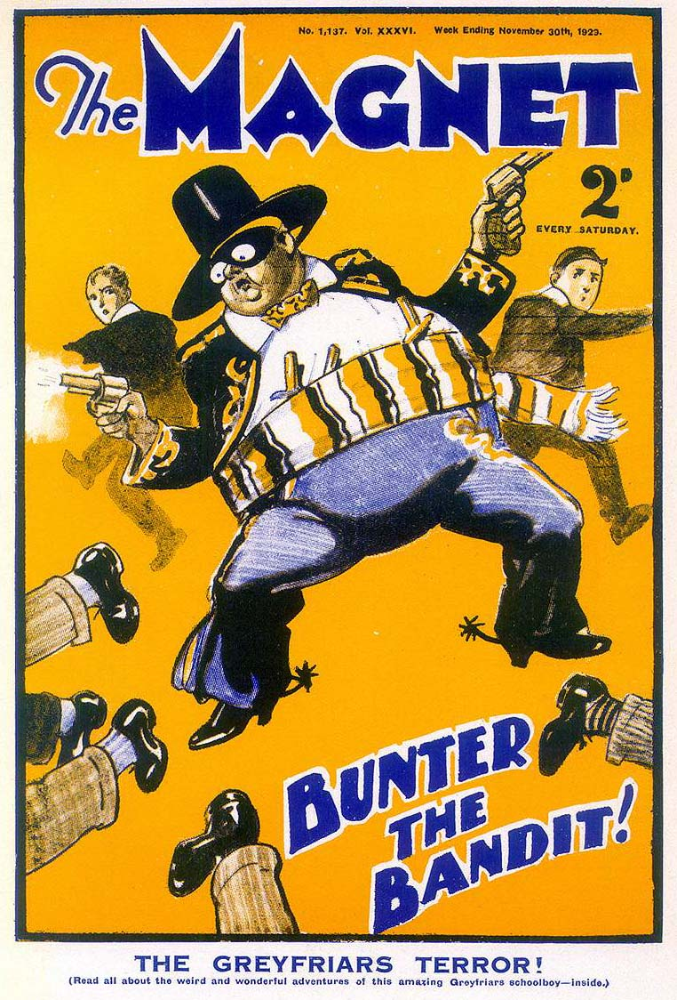 No. 1,137. Vol. XXXVI. Week Ending November 30th, 1929.
The MAGNET
2D
EVERY SATURDAY.
BUNTER
THE
BANDIT!
THE GREYFRIARS TERROR!
(Read all about the weird and wonderful adventures of this amazing Greyfriars schoolboy—inside.)